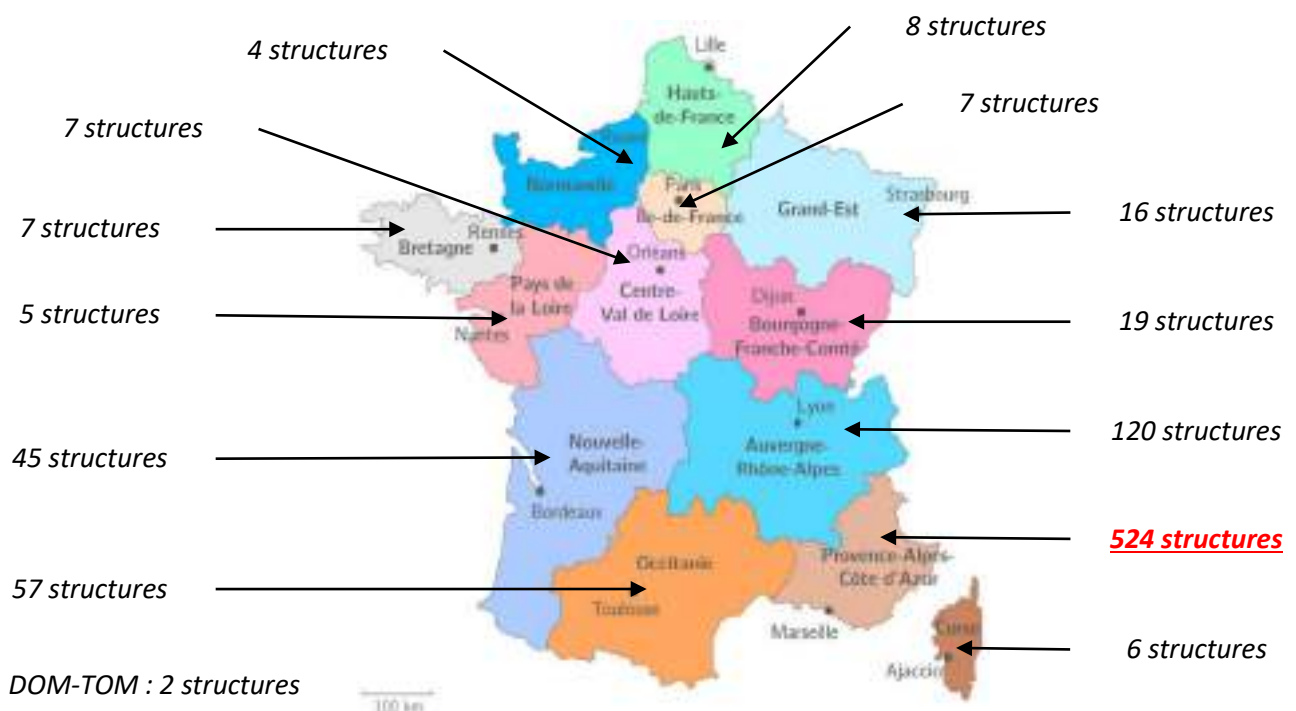 8 structures
4 structures
Lille
Hauts-
de-France
7 structures
7 structures
Rouen
Normandie
Paris
Île-de-France
Strasbourg
Grand-Est
16 structures
7 structures
Rennes
Bretagne
Orléans
Centre-
Val de Loire
Pays de
la Loire
Dijon
Bourgogne-
Franche-Comté
5 structures
Nantes
19 structures
Lyon
Auvergne-
Rhône-Alpes
120 structures
45 structures
Nouvelle-
Aquitaine
Bordeaux
524 structures
Provence-Alpes-
Côte d'Azur
Occitanie
57 structures
Toulouse
Marseille
Corse
Ajaccio
6 structures
DOM-TOM : 2 structures
100 km